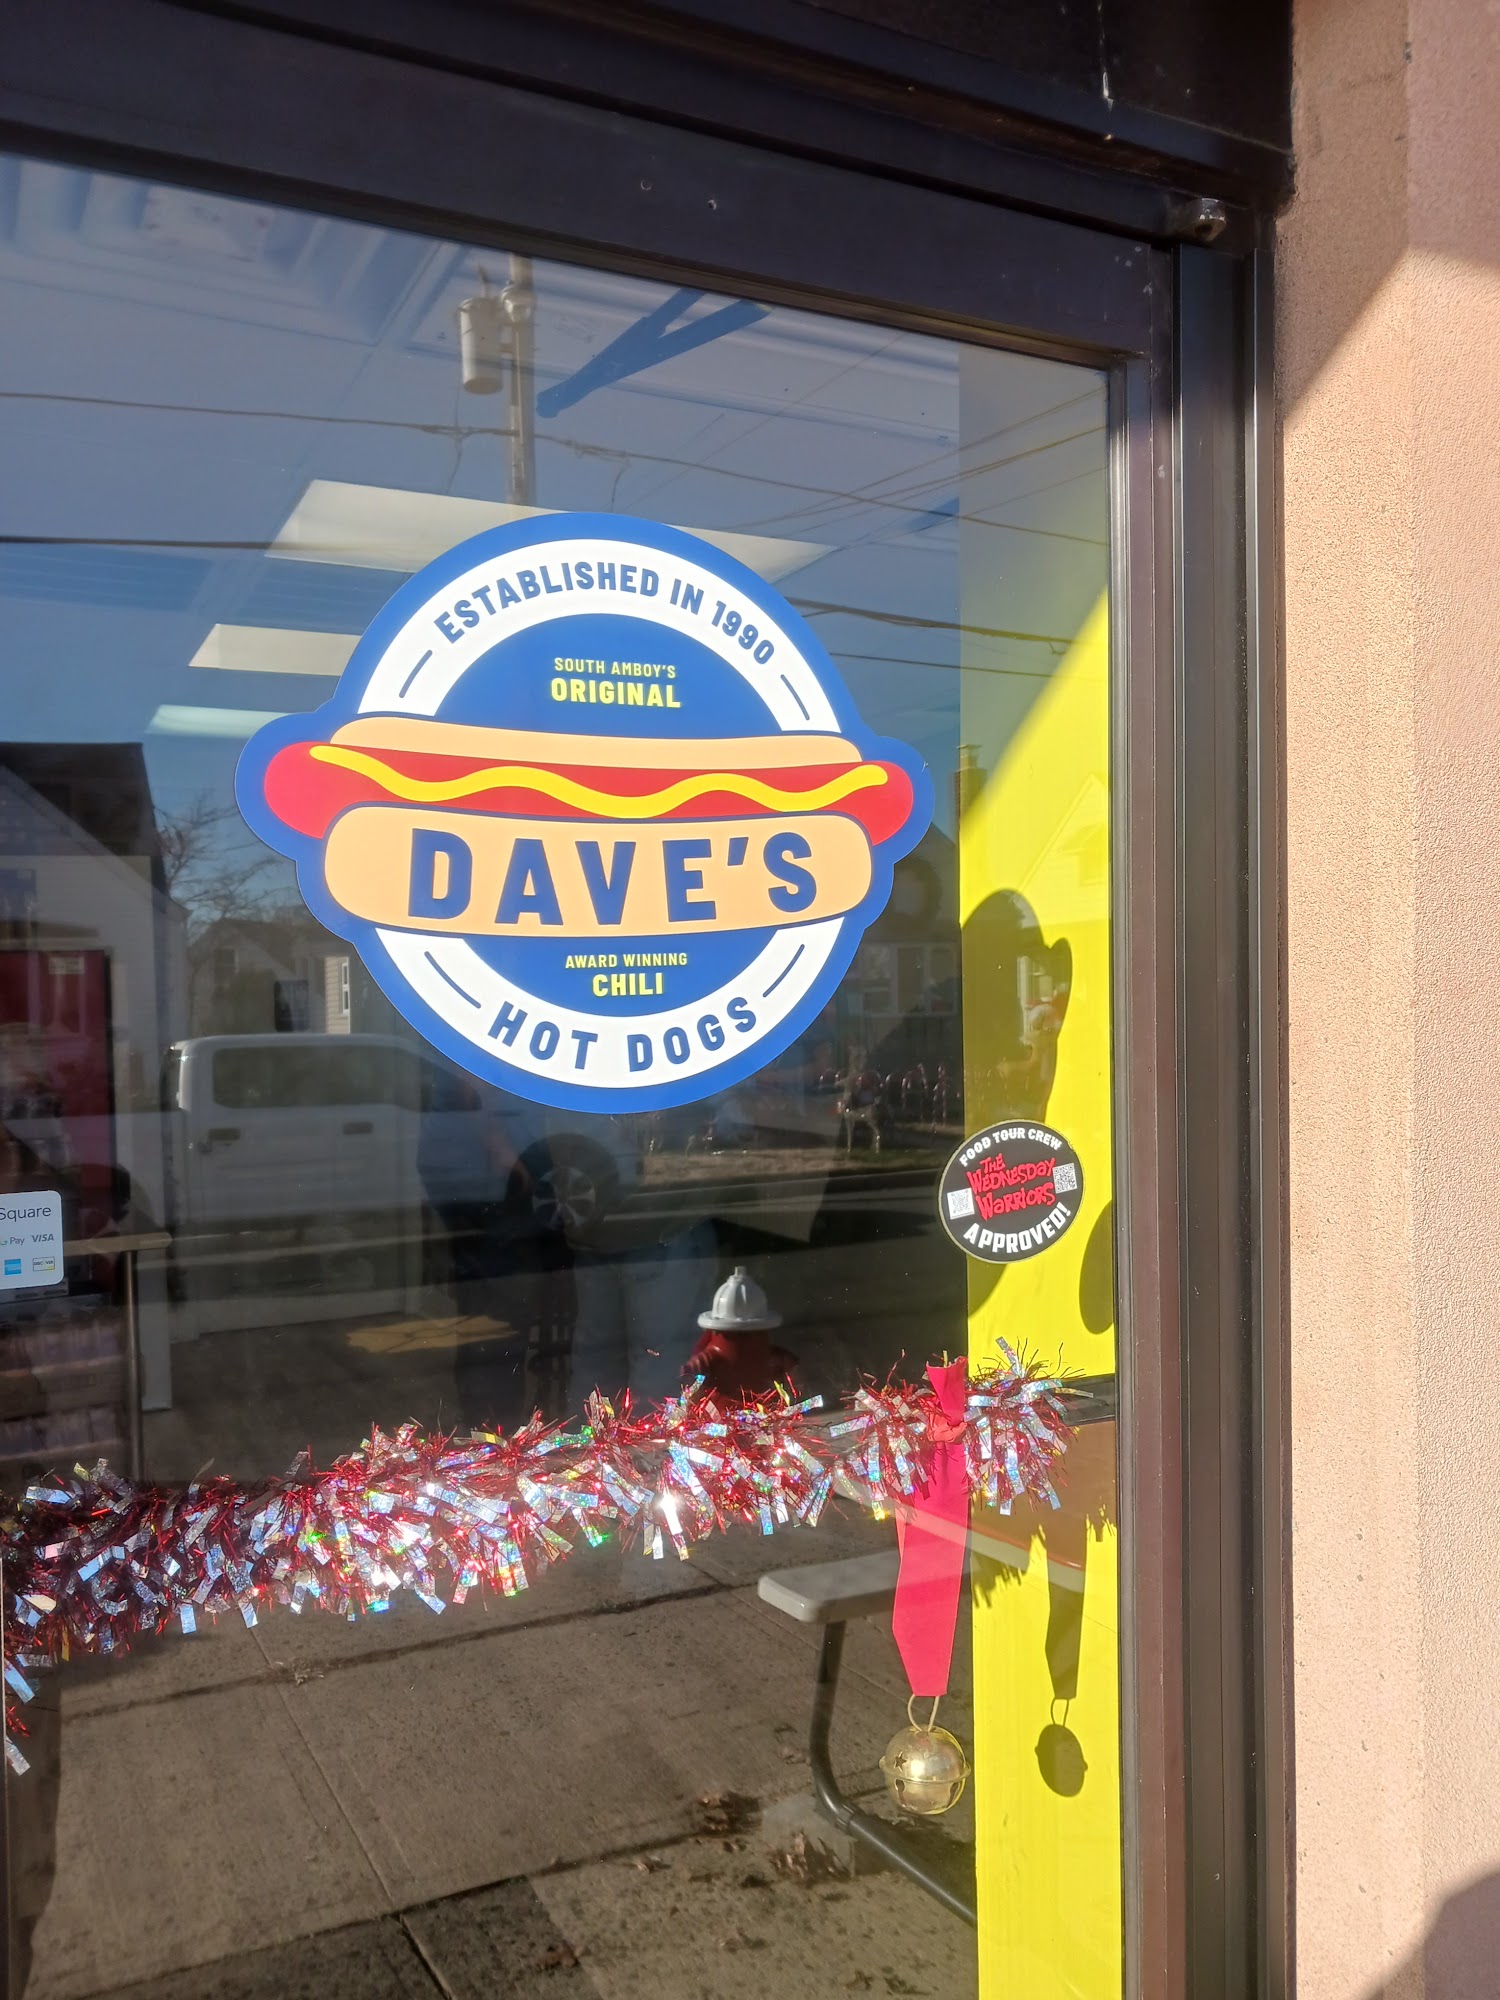 ESTABLISHED IN 1990
SOUTH AMBOY'S
ORIGINAL
DAVE'S
AWARD WINNING
CHILI
HOT DOGS
FOOD TOUR CREW
THE
WEDNESDAY
WARRIORS
APPROVED!
Square
Pay VISA